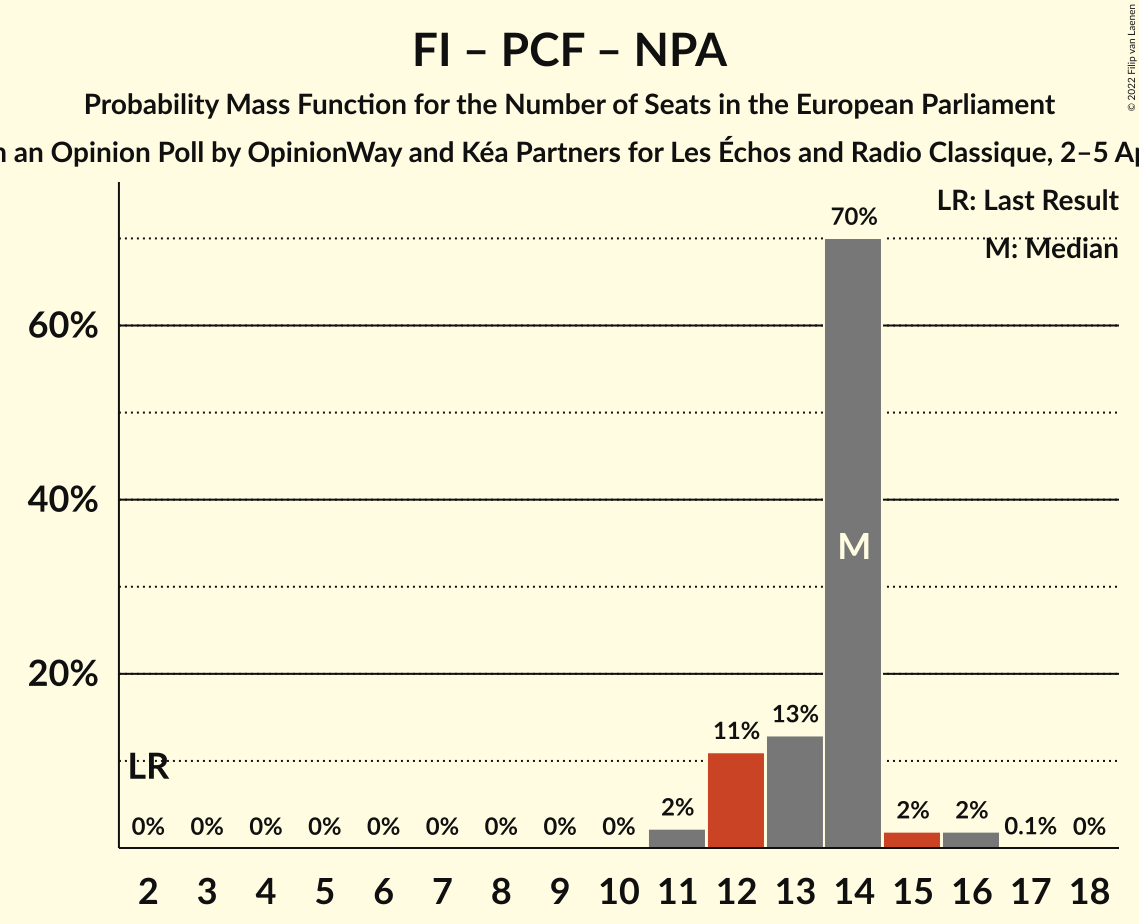 FI – PCF – NPA
Probability Mass Function for the Number of Seats in the European Parliament
an Opinion Poll by OpinionWay and Kéa Partners for Les Échos and Radio Classique, 2–5
© 2022 Filip van Laenen
LR: Last Result
M: Median
70%
60%
40%
M
20%
13%
11%
LR
2%
2%
2%
0% 0% 0% 0% 0% 0% 0% 0% 0% 0.1% 0%
2 3 4 5 6 7 8 9 10 11 12 13 14 15 16 17 18